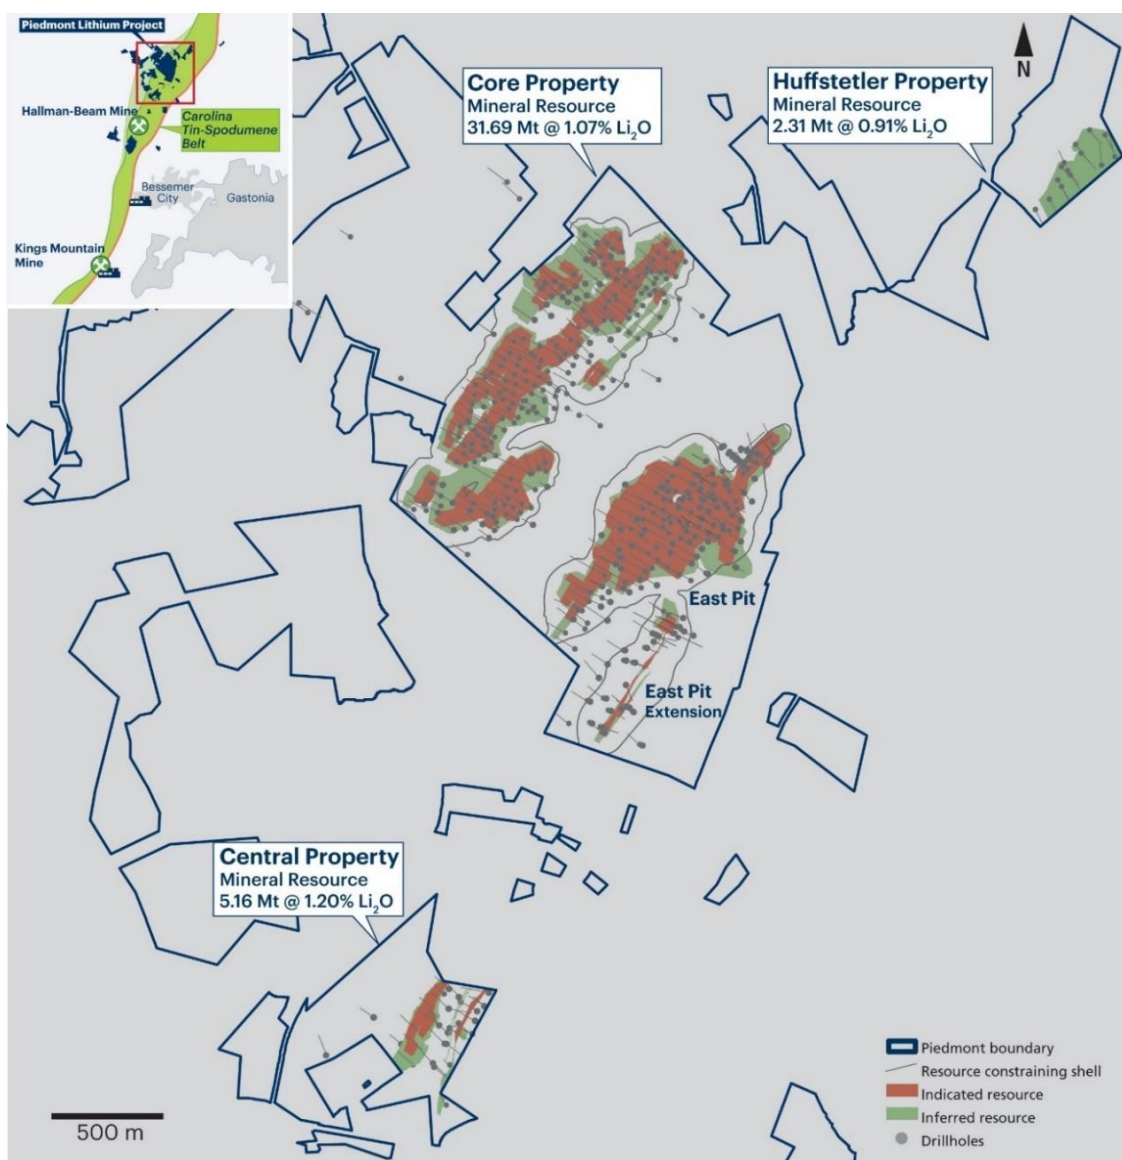 Piedmont Lithium Project
Hallman-Beam Mine
Carolina
Tin-Spodumene
Belt
Bessemer
City
Gastonia
Kings Mountain
Mine
Core Property
Mineral Resource
31.69 Mt @ 1.07% Li₂O
Huffstetler Property
Mineral Resource
2.31 Mt @ 0.91% Li₂O
N
East Pit
East Pit
Extension
Central Property
Mineral Resource
5.16 Mt @ 1.20% Li₂O
500 m
Piedmont boundary
Resource constraining shell
Indicated resource
Inferred resource
Drillholes